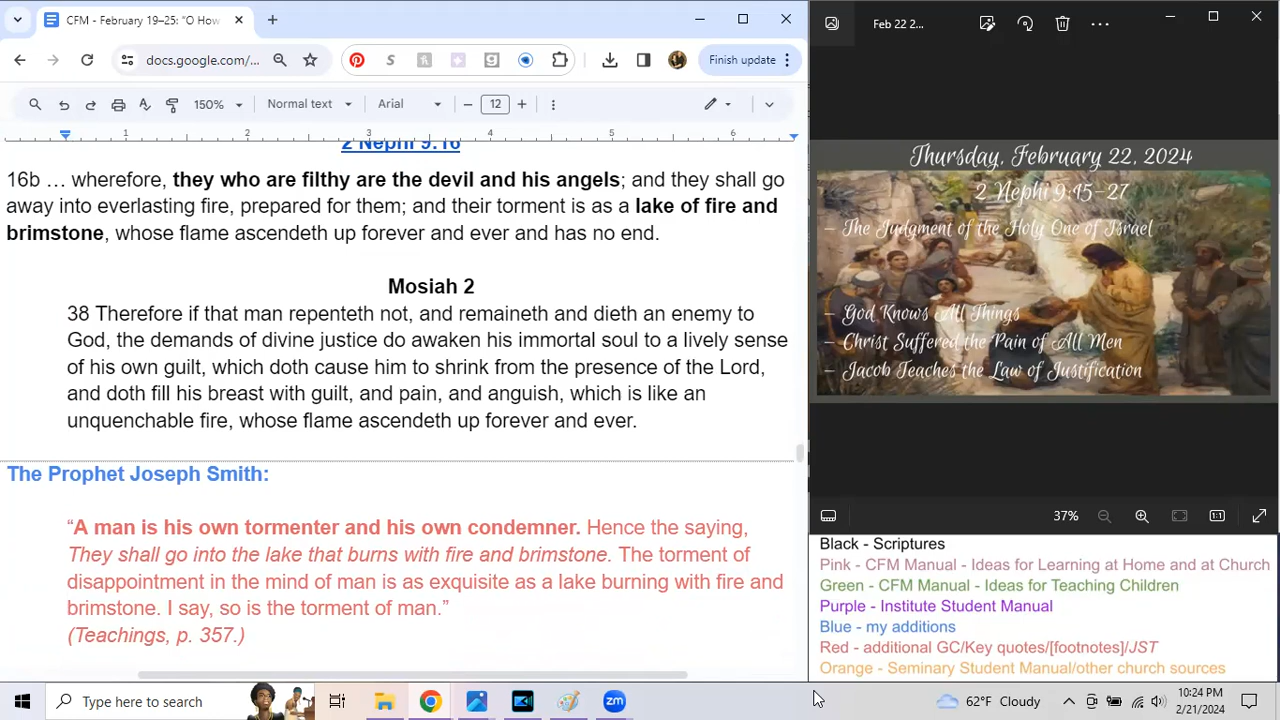 CFM - February 19–25: “O How
Finish update
docs.google.com/...
150%
Normal text
Arial
12
1 2 3 4 5 6
2 Nephi 9:16
16b … wherefore, they who are filthy are the devil and his angels; and they shall go
away into everlasting fire, prepared for them; and their torment is as a lake of fire and
brimstone, whose flame ascendeth up forever and ever and has no end.
Mosiah 2
38 Therefore if that man repenteth not, and remaineth and dieth an enemy to
God, the demands of divine justice do awaken his immortal soul to a lively sense
of his own guilt, which doth cause him to shrink from the presence of the Lord,
and doth fill his breast with guilt, and pain, and anguish, which is like an
unquenchable fire, whose flame ascendeth up forever and ever.
The Prophet Joseph Smith:
“A man is his own tormenter and his own condemner. Hence the saying,
They shall go into the lake that burns with fire and brimstone. The torment of
disappointment in the mind of man is as exquisite as a lake burning with fire and
brimstone. I say, so is the torment of man.”
(Teachings, p. 357.)
Feb 22 2...
Thursday, February 22, 2024
2 Nephi 9:15–27
– The Judgment of the Holy One of Israel
– God Knows All Things
– Christ Suffered the Pain of All Men
– Jacob Teaches the Law of Justification
37%
1:1
Black - Scriptures
Pink - CFM Manual - Ideas for Learning at Home and at Church
Green - CFM Manual - Ideas for Teaching Children
Purple - Institute Student Manual
Blue - my additions
Red - additional GC/Key quotes/[footnotes]/JST
Orange - Seminary Student Manual/other church sources
Type here to search
zm
62°F Cloudy
10:24 PM
2/21/2024